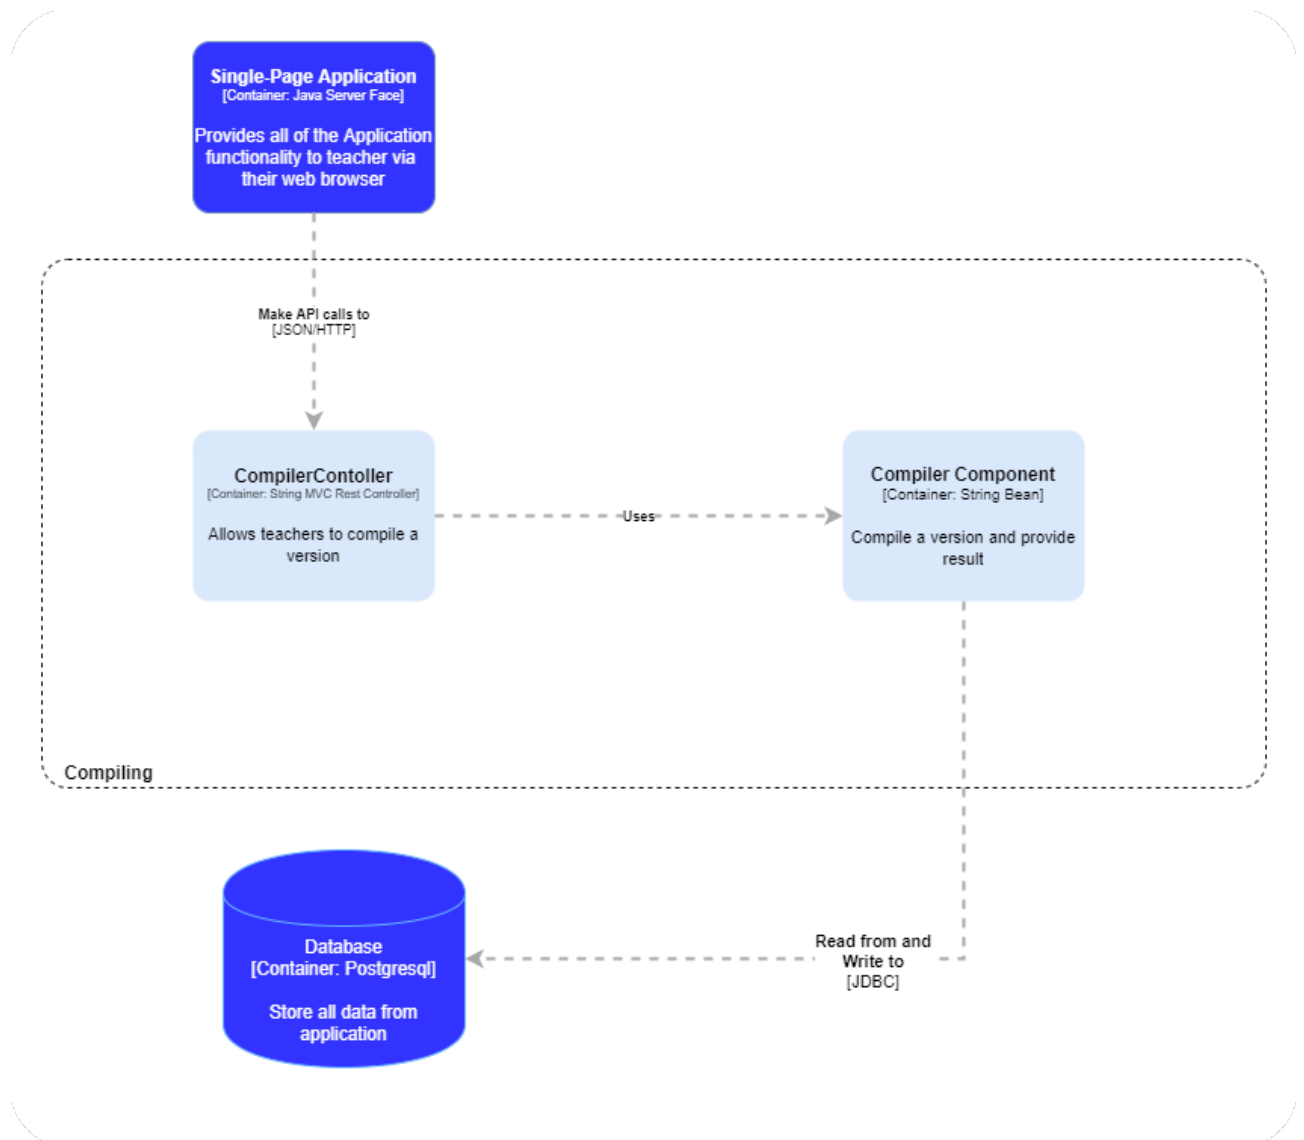 Single-Page Application
[Container: Java Server Face]
Provides all of the Application
functionality to teacher via
their web browser
Make API calls to
[JSON/HTTP]
CompilerContoller
[Container: String MVC Rest Controller]
Allows teachers to compile a
version
Uses
Compiler Component
[Container: String Bean]
Compile a version and provide
result
Compiling
Database
[Container: Postgresql]
Store all data from
application
Read from and
Write to
[JDBC]